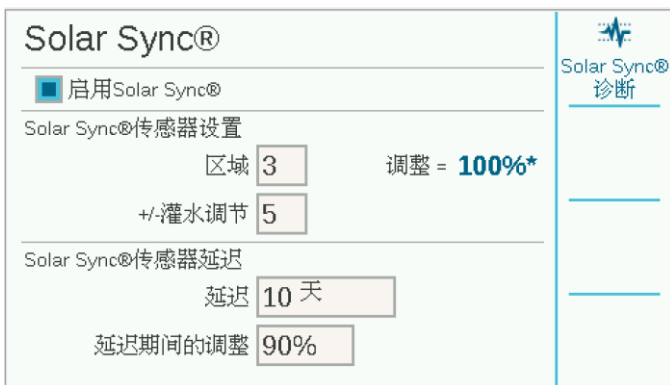 Solar Sync®
启用Solar Sync®
Solar Sync®传感器设置
区域 3 调整 = 100%*
+/-灌水调节 5
Solar Sync®传感器延迟
延迟 10 天
延迟期间的调整 90%
Solar Sync®
诊断